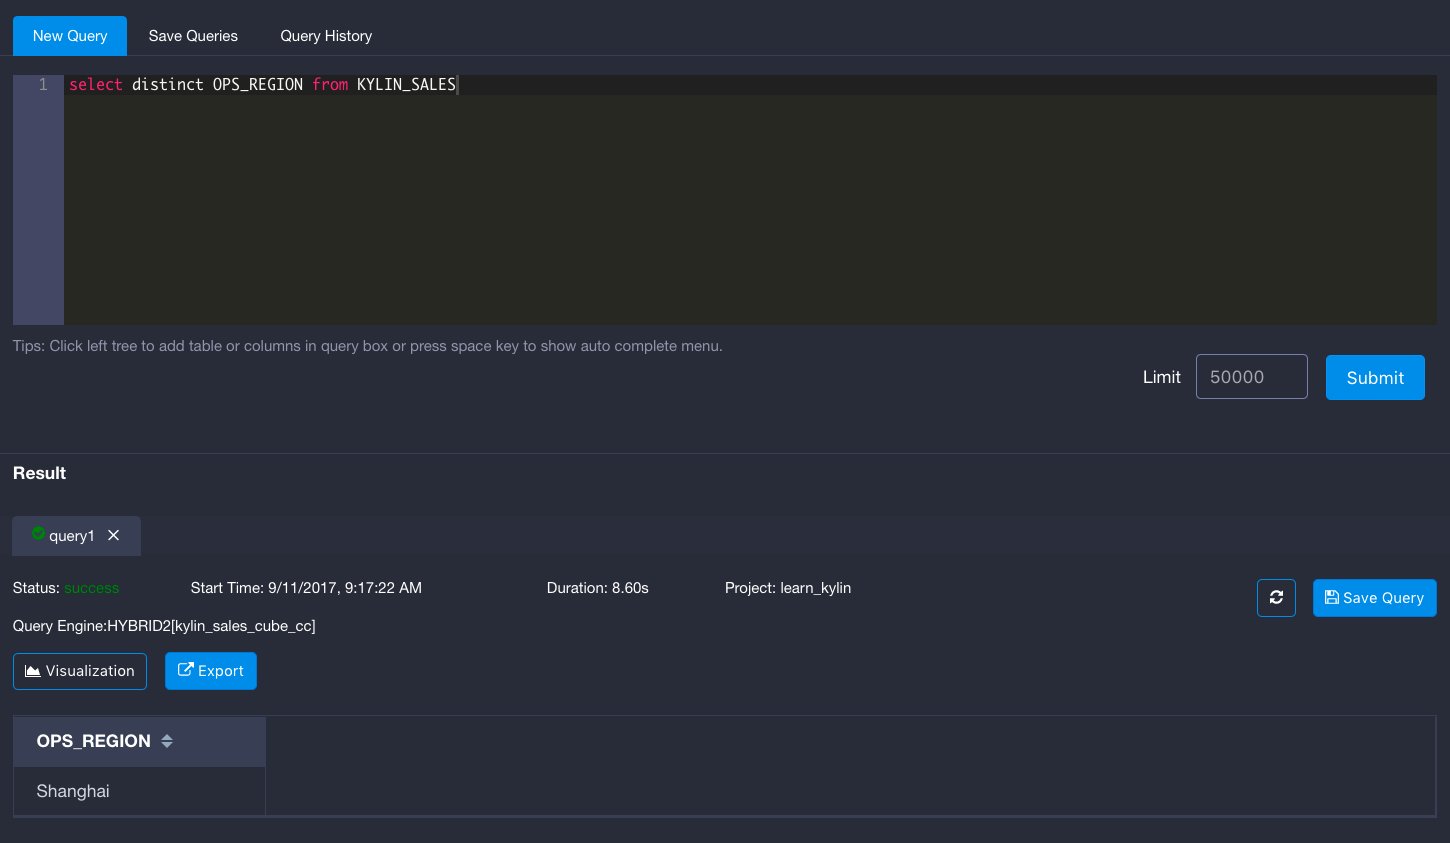 New Query Save Queries Query History
1 select distinct OPS_REGION from KYLIN_SALES
Tips: Click left tree to add table or columns in query box or press space key to show auto complete menu.
Limit 50000 Submit
Result
query1
Status: success Start Time: 9/11/2017, 9:17:22 AM Duration: 8.60s Project: learn_kylin
Save Query
Query Engine:HYBRID2[kylin_sales_cube_cc]
Visualization Export
OPS_REGION
Shanghai